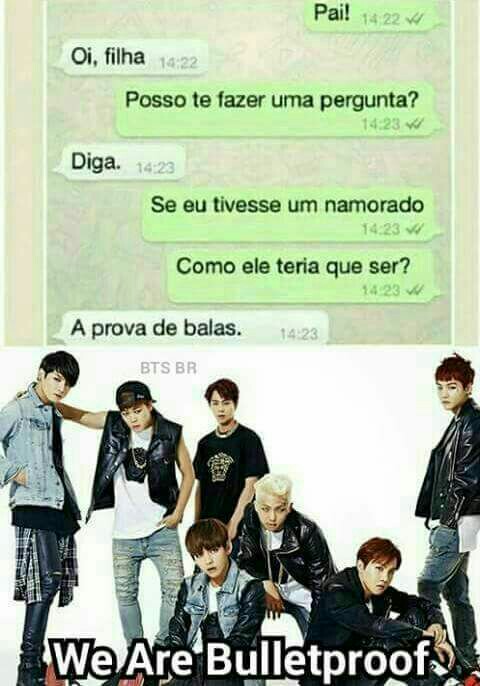 Pai! 14:22
Oi, filha 14:22
Posso te fazer uma pergunta?
14:23
Diga. 14:23
Se eu tivesse um namorado
14:23
Como ele teria que ser?
14:23
A prova de balas. 14:23
BTS BR
We Are Bulletproof